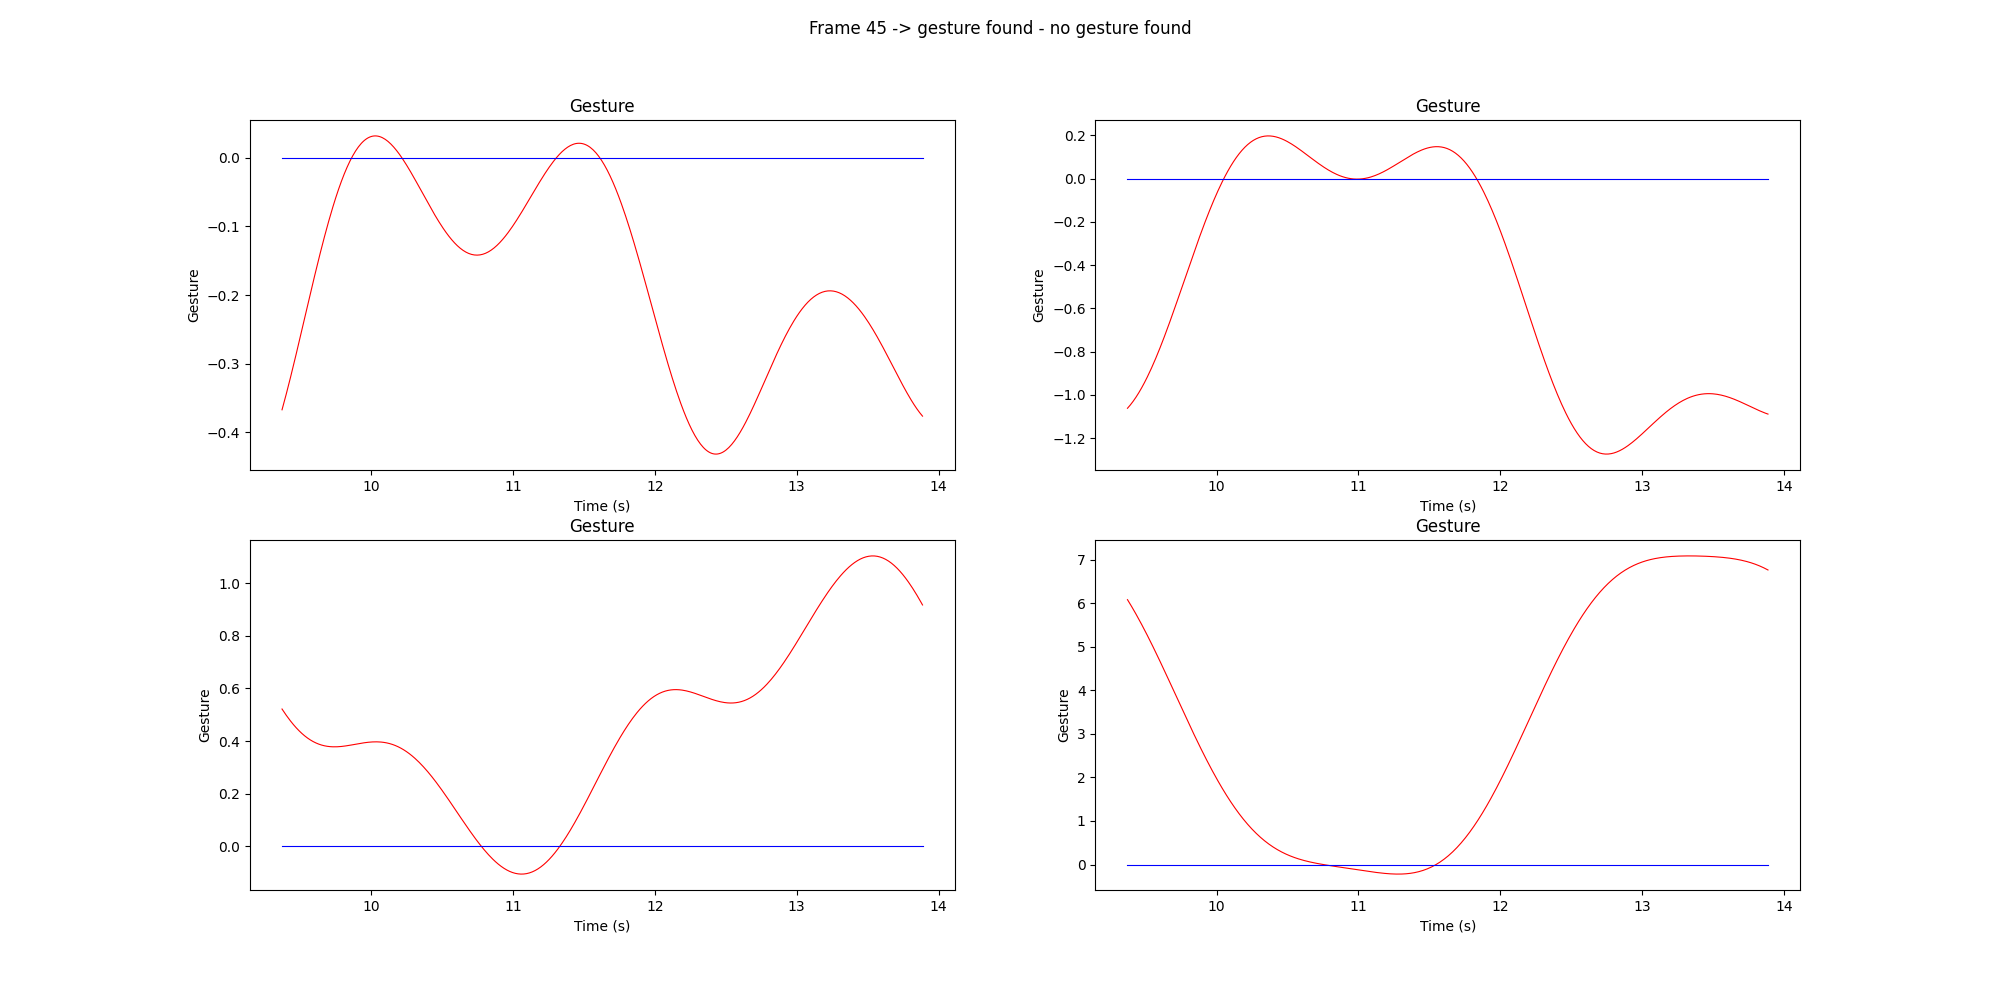 Frame 45 -> gesture found - no gesture found
Gesture
Gesture
0.0
−0.1
−0.2
−0.3
−0.4
10 11 12 13 14
Time (s)
Gesture
Gesture
0.2
0.0
−0.2
−0.4
−0.6
−0.8
−1.0
−1.2
10 11 12 13 14
Time (s)
Gesture
Gesture
1.0
0.8
0.6
0.4
0.2
0.0
10 11 12 13 14
Time (s)
Gesture
Gesture
7
6
5
4
3
2
1
0
10 11 12 13 14
Time (s)